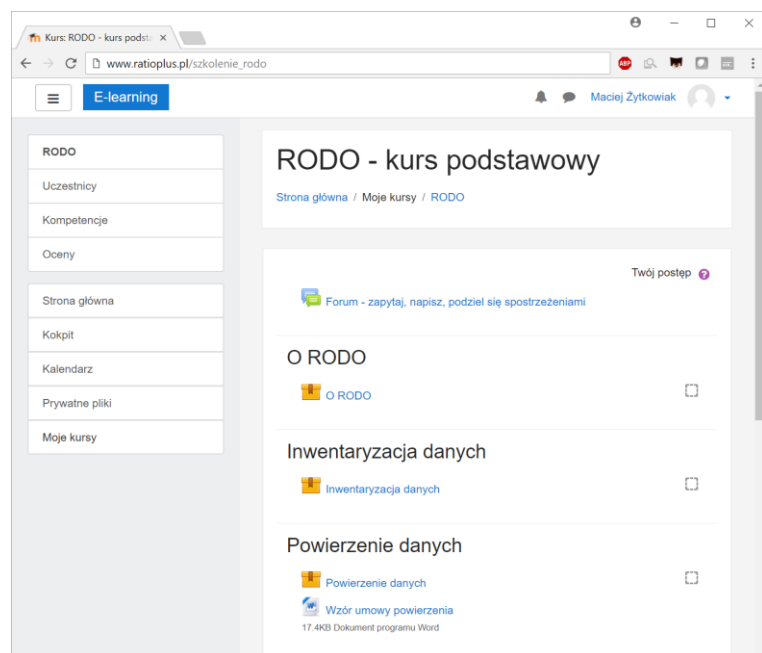 Kurs: RODO - kurs podst
www.ratioplus.pl/szkolenie_rodo
ABP
E-learning
Maciej Żytkowiak
RODO
Uczestnicy
Kompetencje
Oceny
Strona główna
Kokpit
Kalendarz
Prywatne pliki
Moje kursy
RODO - kurs podstawowy
Strona główna / Moje kursy / RODO
Twój postęp ?
Forum - zapytaj, napisz, podziel się spostrzeżeniami
O RODO
O RODO
Inwentaryzacja danych
Inwentaryzacja danych
Powierzenie danych
Powierzenie danych
Wzór umowy powierzenia
17.4KB Dokument programu Word